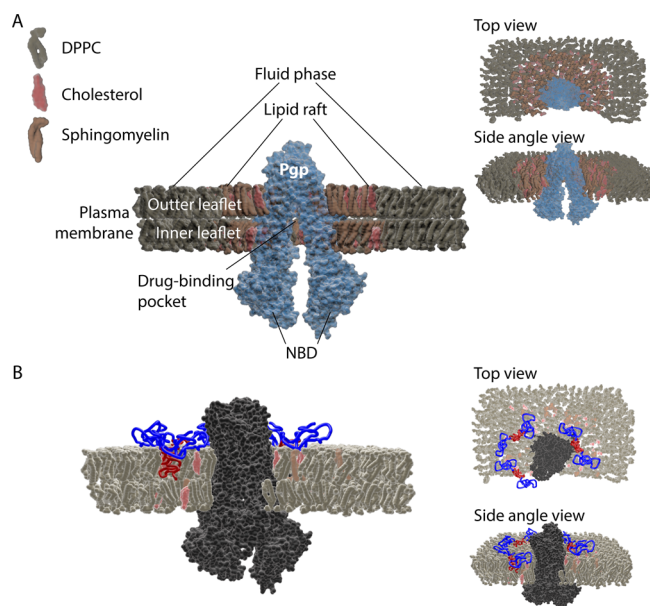 A
DPPC
Cholesterol
Sphingomyelin
Fluid phase
Lipid raft
Pgp
Plasma
membrane
Outter leaflet
Inner leaflet
Drug-binding
pocket
NBD
Top view
Side angle view
B
Top view
Side angle view